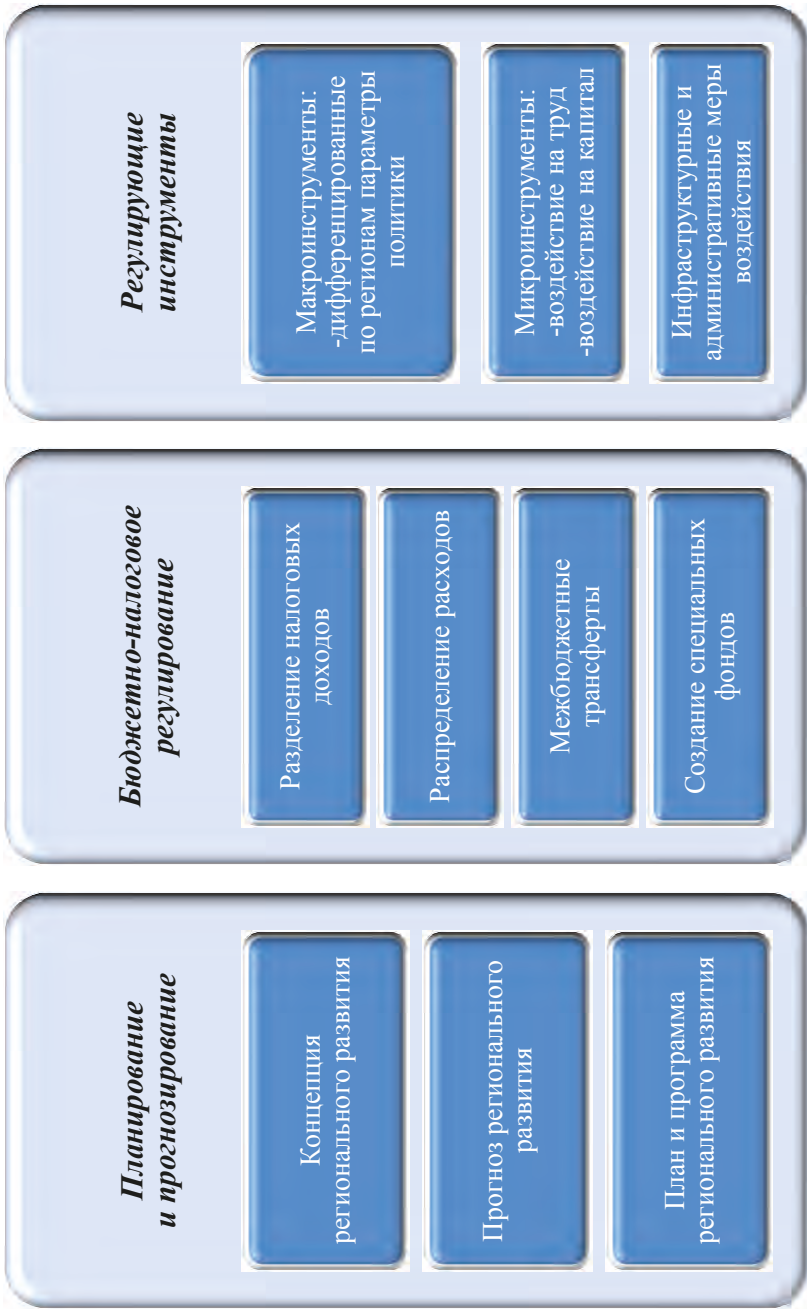 Планирование
и прогнозирование
Концепция
регионального развития
Прогноз регионального
развития
План и программа
регионального развития
Бюджетно-налоговое
регулирование
Разделение налоговых
доходов
Распределение расходов
Межбюджетные
трансферты
Создание специальных
фондов
Регулирующие
инструменты
Макроинструменты:
-дифференцированные
по регионам параметры
политики
Микроинструменты:
-воздействие на труд
-воздействие на капитал
Инфраструктурные и
административные меры
воздействия